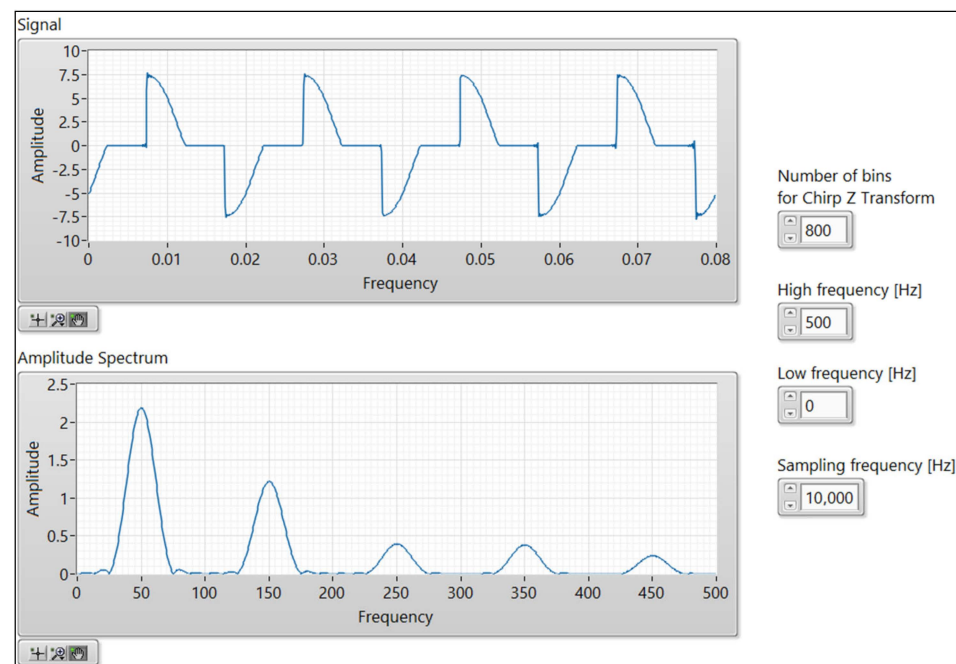 Signal
Amplitude
10
7.5
5
2.5
0
-2.5
-5
-7.5
-10
0 0.01 0.02 0.03 0.04 0.05 0.06 0.07 0.08
Frequency
Number of bins
for Chirp Z Transform
800
High frequency [Hz]
500
Low frequency [Hz]
0
Sampling frequency [Hz]
10,000
Amplitude Spectrum
Amplitude
2.5
2
1.5
1
0.5
0
0 50 100 150 200 250 300 350 400 450 500
Frequency